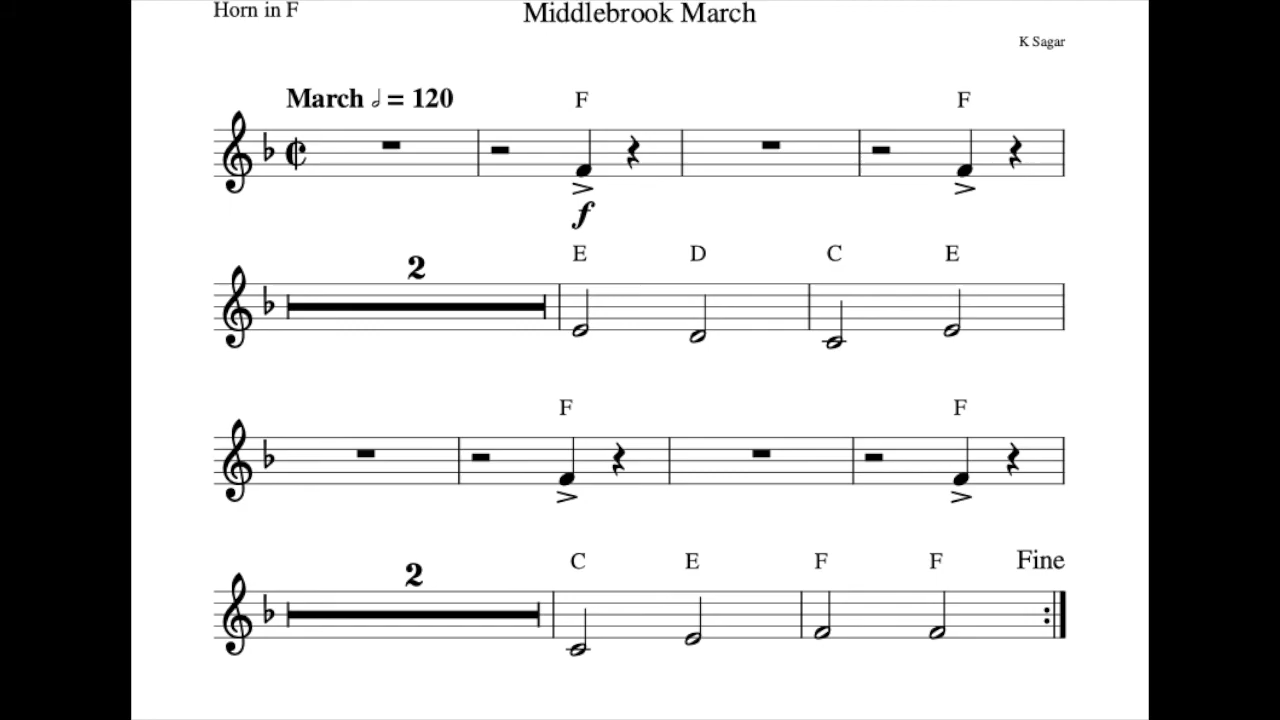 Horn in F
Middlebrook March
K Sagar
March 𝅗𝅥 = 120
F F
f
2
E D C E
F F
2
C E F F Fine